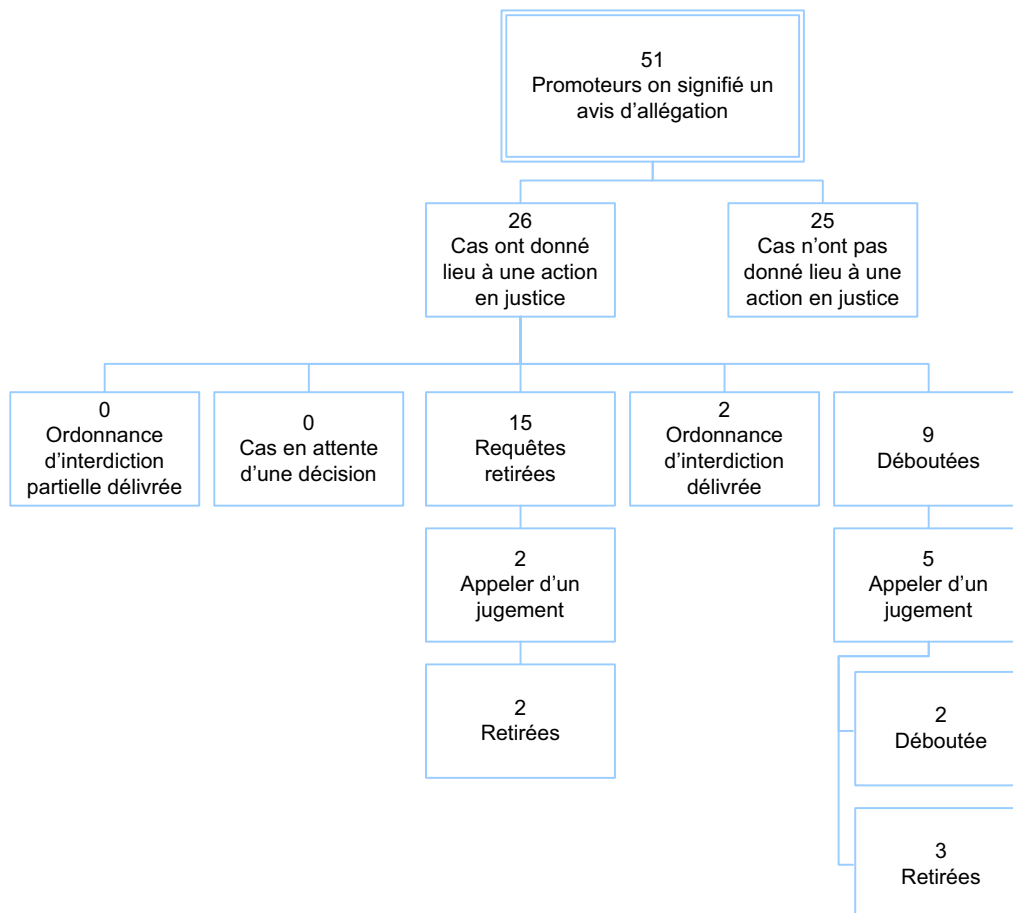 51
Promoteurs on signifié un
avis d’allégation
26
Cas ont donné
lieu à une action
en justice
25
Cas n’ont pas
donné lieu à une
action en justice
0
Ordonnance
d’interdiction
partielle délivrée
0
Cas en attente
d’une décision
15
Requêtes
retirées
2
Ordonnance
d’interdiction
délivrée
9
Déboutées
2
Appeler d’un
jugement
5
Appeler d’un
jugement
2
Retirées
2
Déboutée
3
Retirées